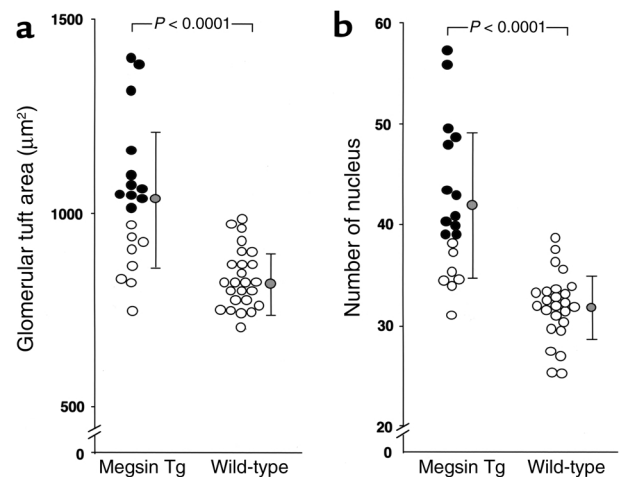 a
P < 0.0001
Glomerular tuft area (μm²)
1500
1000
500
0
Megsin Tg
Wild-type
b
P < 0.0001
Number of nucleus
60
50
40
30
20
0
Megsin Tg
Wild-type